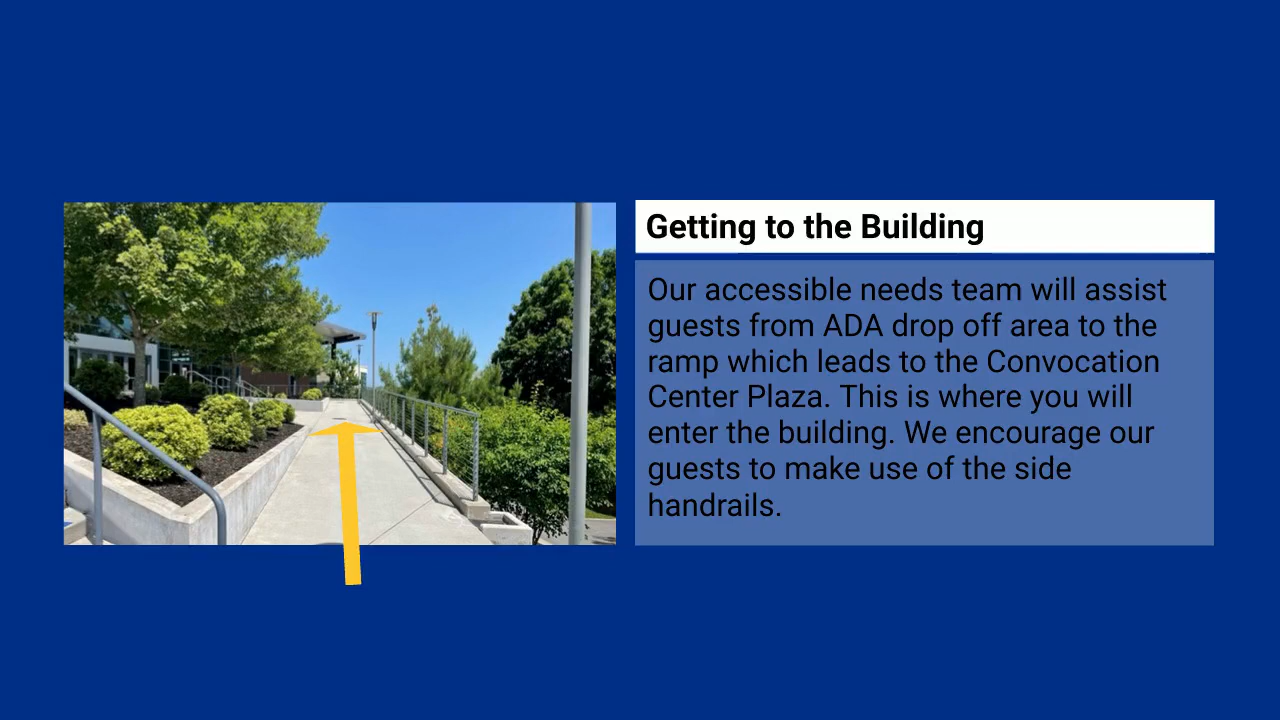 Getting to the Building
Our accessible needs team will assist
guests from ADA drop off area to the
ramp which leads to the Convocation
Center Plaza. This is where you will
enter the building. We encourage our
guests to make use of the side
handrails.